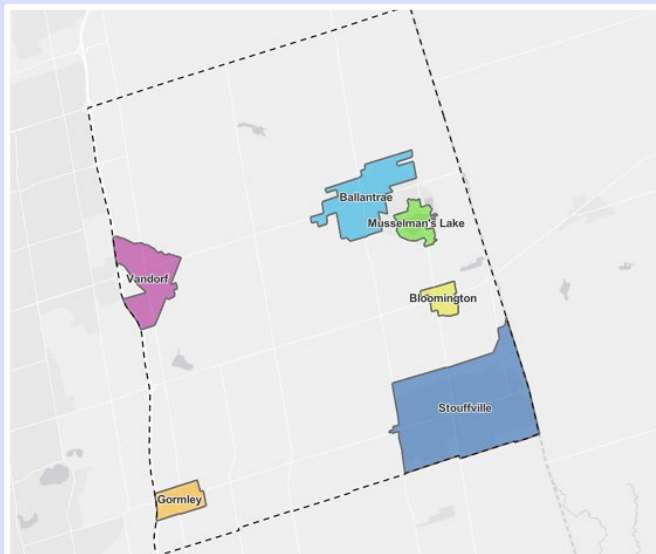 Ballantrae
Musselman's Lake
Vandorf
Bloomington
Stouffville
Gormley